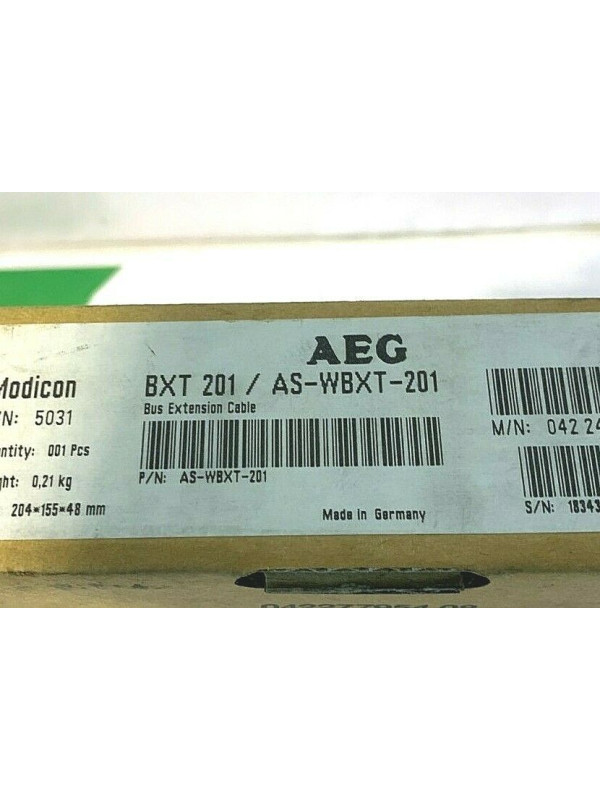 AEG
Modicon
BXT 201 / AS-WBXT-201
Bus Extension Cable
/N: 5031
M/N: 042 24
ntity: 001 Pcs
P/N: AS-WBXT-201
ght: 0,21 kg
204*155*48 mm
Made in Germany
S/N: 18343